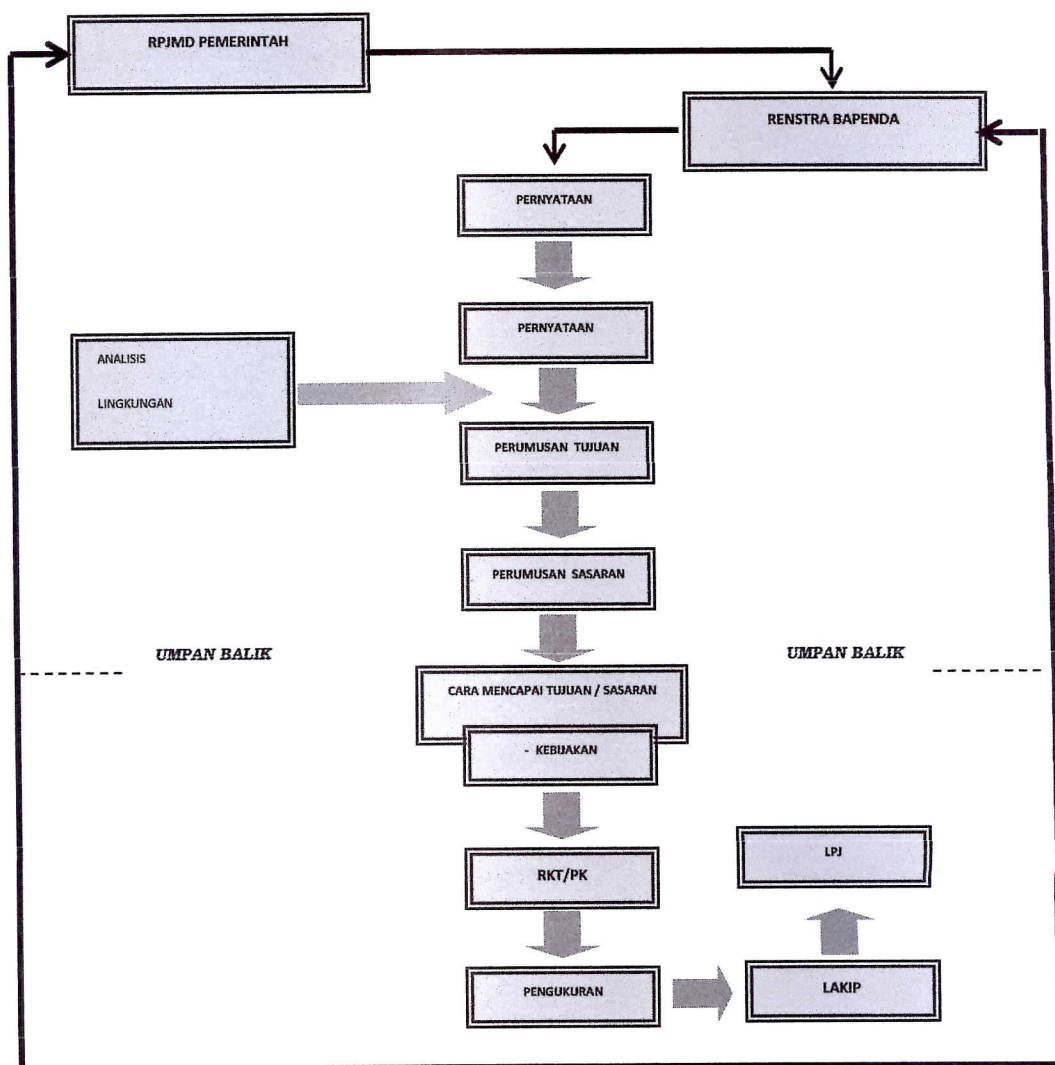 RPJMD PEMERINTAH
RENSTRA BAPENDA
PERNYATAAN
PERNYATAAN
ANALISIS
LINGKUNGAN
PERUMUSAN TUJUAN
PERUMUSAN SASARAN
UMPAN BALIK
UMPAN BALIK
CARA MENCAPAI TUJUAN / SASARAN
- KEBIJAKAN
RKT/PK
LPJ
PENGUKURAN
LAKIP